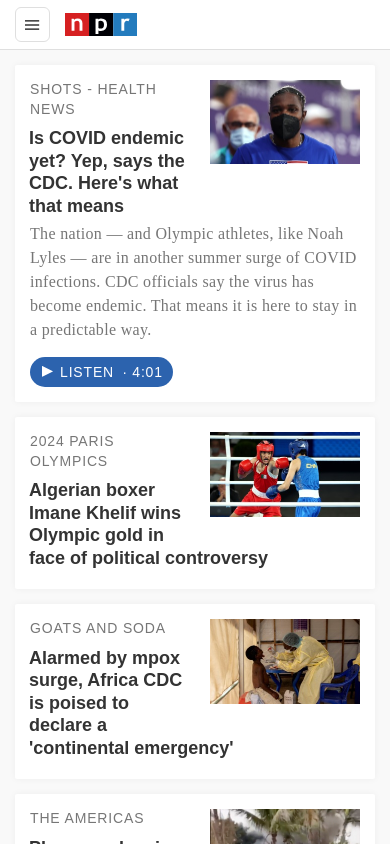 npr
SHOTS - HEALTH
NEWS
Is COVID endemic
yet? Yep, says the
CDC. Here's what
that means
The nation — and Olympic athletes, like Noah
Lyles — are in another summer surge of COVID
infections. CDC officials say the virus has
become endemic. That means it is here to stay in
a predictable way.
LISTEN · 4:01
2024 PARIS
OLYMPICS
Algerian boxer
Imane Khelif wins
Olympic gold in
face of political controversy
GOATS AND SODA
Alarmed by mpox
surge, Africa CDC
is poised to
declare a
'continental emergency'
THE AMERICAS